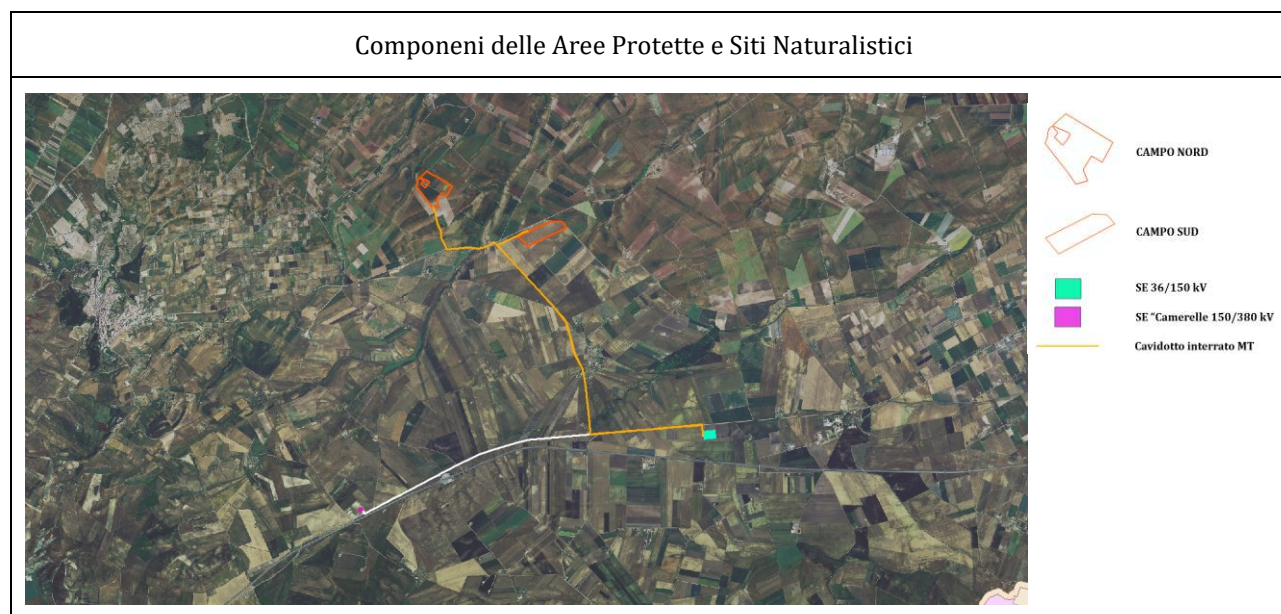 Componeni delle Aree Protette e Siti Naturalistici
CAMPO NORD
CAMPO SUD
SE 36/150 kV
SE "Camerelle 150/380 kV
Cavidotto interrato MT